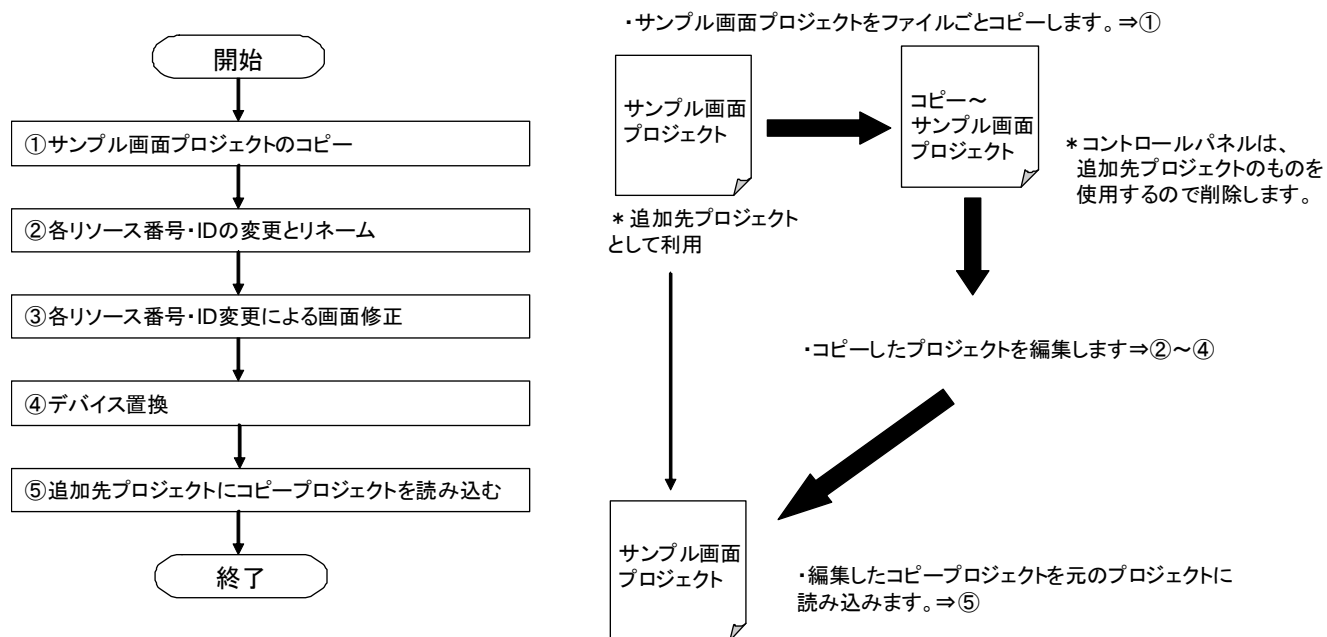 開始
①サンプル画面プロジェクトのコピー
②各リソース番号・IDの変更とリネーム
③各リソース番号・ID変更による画面修正
④デバイス置換
⑤追加先プロジェクトにコピープロジェクトを読み込む
終了
・サンプル画面プロジェクトをファイルごとコピーします。⇒①
サンプル画面
プロジェクト
コピー～
サンプル画面
プロジェクト
＊コントロールパネルは、
追加先プロジェクトのものを
使用するので削除します。
＊追加先プロジェクト
として利用
・コピーしたプロジェクトを編集します⇒②～④
サンプル画面
プロジェクト
・編集したコピープロジェクトを元のプロジェクトに
読み込みます。⇒⑤